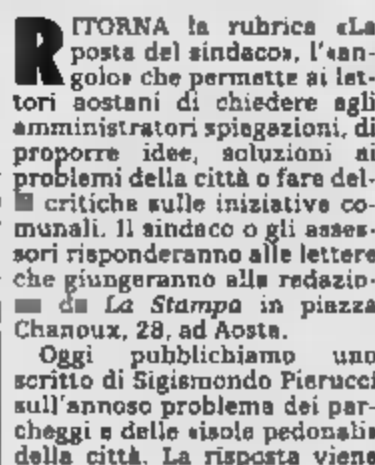 RITORNA la rubrica «La
posta del sindaco», l'«an-
golo» che permette ai let-
tori aostani di chiedere agli
amministratori spiegazioni, di
proporre idee, soluzioni ai
problemi della città o fare del-
critiche sulle iniziative co-
munali. Il sindaco o gli asses-
sori risponderanno alle lettere
che giungeranno alla redazio-
La Stampa in piazza
Chanoux, 28, ad Aosta.
Oggi pubblichiamo uno
scritto di Sigismondo Pierucci
sull'annoso problema dei par-
cheggi e delle «isole pedonali»
della città. La risposta viene